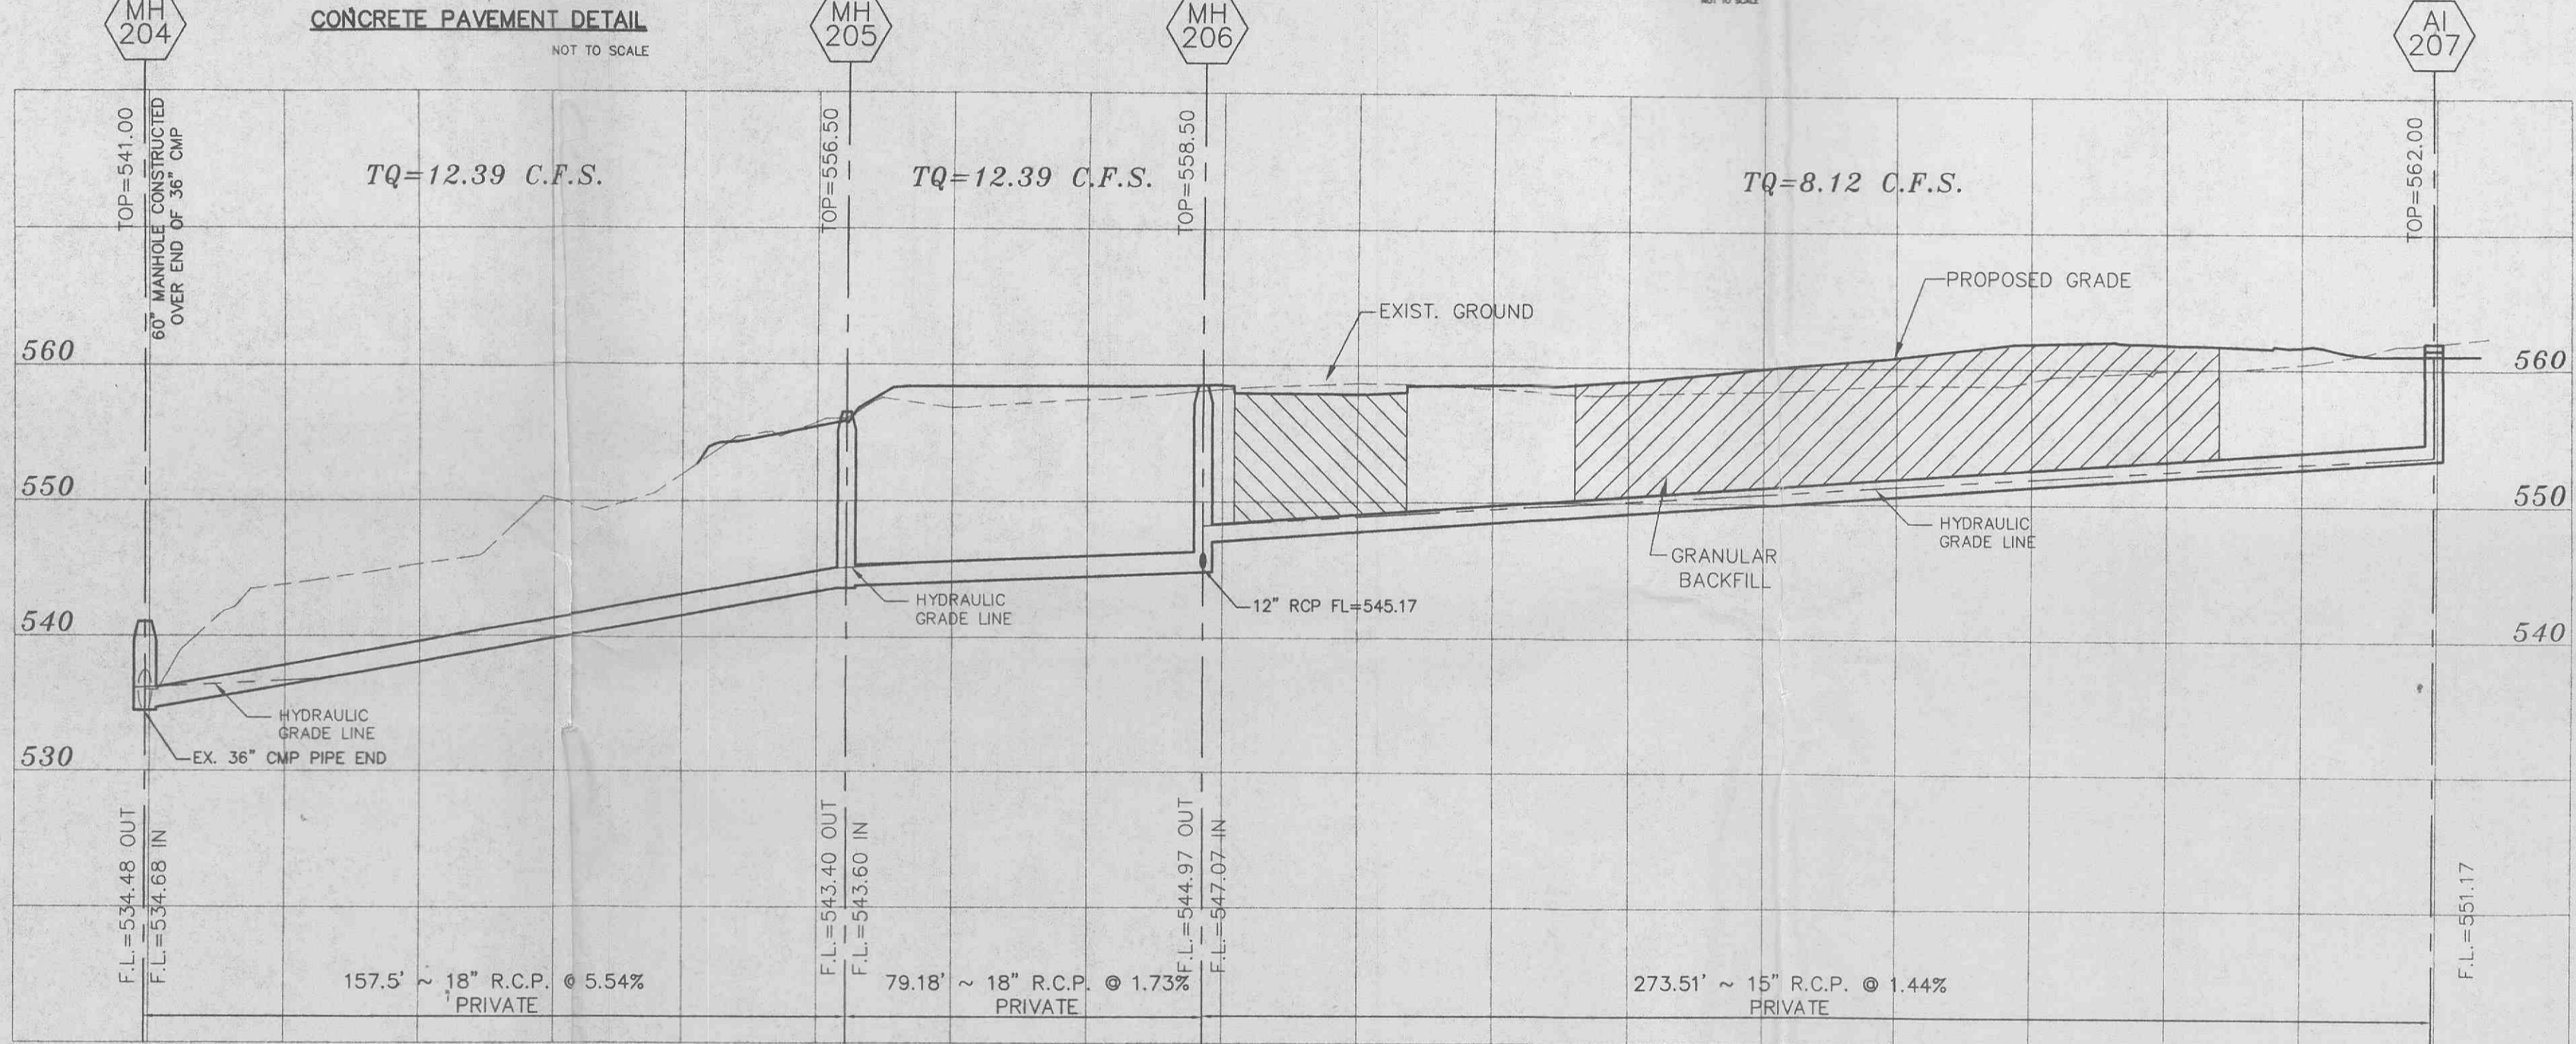 MH
204
CONCRETE PAVEMENT DETAIL
NOT TO SCALE
MH
205
MH
206
NOT TO SCALE
AI
207
TOP=541.00
60" MANHOLE CONSTRUCTED
OVER END OF 36" CMP
TQ=12.39 C.F.S.
TOP=556.50
TQ=12.39 C.F.S.
TOP=558.50
TQ=8.12 C.F.S.
TOP=562.00
PROPOSED GRADE
EXIST. GROUND
560
560
550
550
HYDRAULIC
GRADE LINE
GRANULAR
BACKFILL
HYDRAULIC
GRADE LINE
12" RCP FL=545.17
540
540
HYDRAULIC
GRADE LINE
EX. 36" CMP PIPE END
530
F.L.=534.48 OUT
F.L.=534.68 IN
F.L.=543.40 OUT
F.L.=543.60 IN
F.L.=544.97 OUT
F.L.=547.07 IN
F.L.=551.17
157.5' ~ 18" R.C.P. @ 5.54%
PRIVATE
79.18' ~ 18" R.C.P. @ 1.73%
PRIVATE
273.51' ~ 15" R.C.P. @ 1.44%
PRIVATE